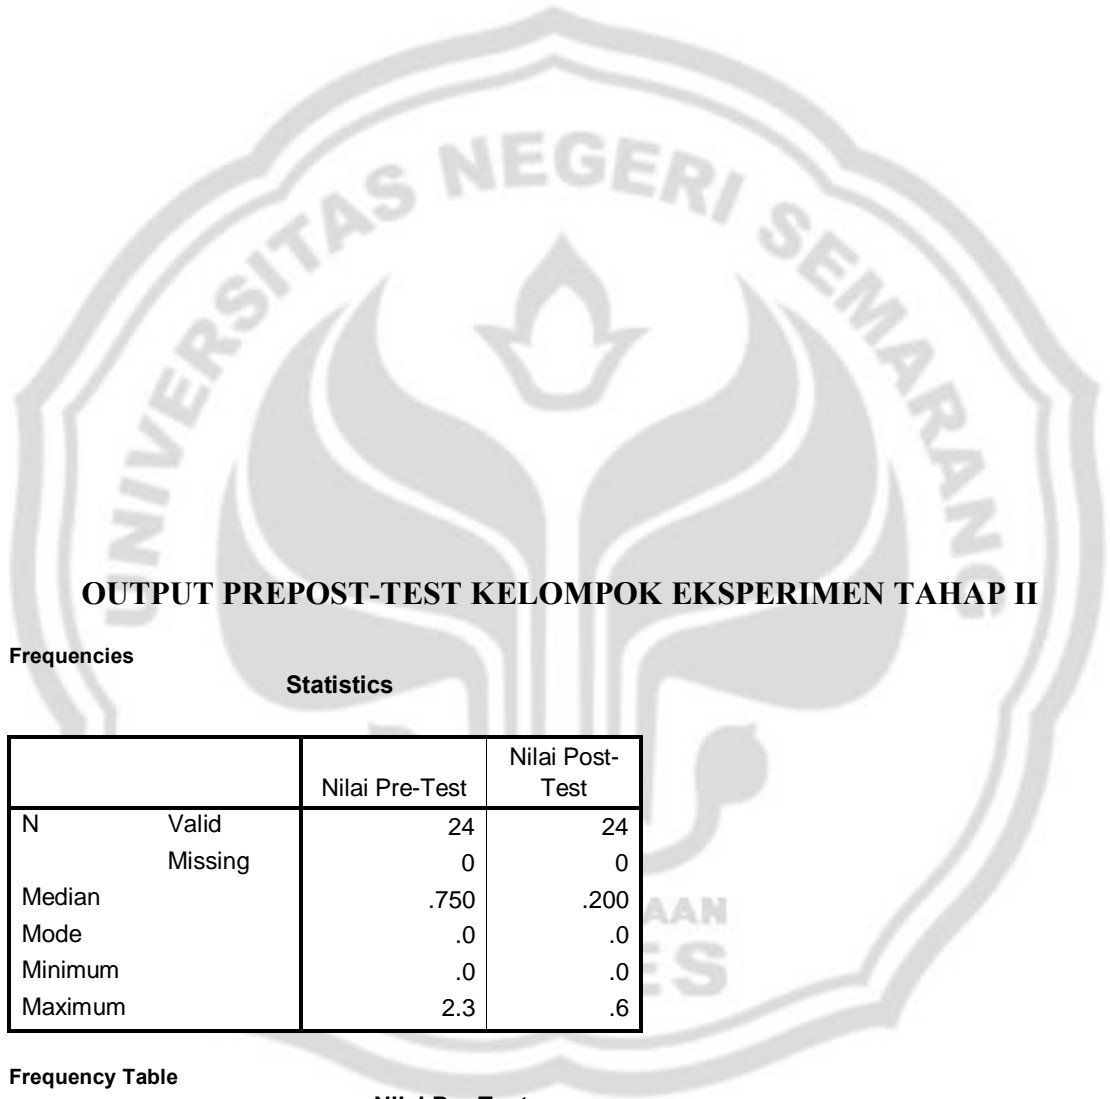 UNIVERSITAS NEGERI SEMARANG
OUTPUT PREPOST-TEST KELOMPOK EKSPERIMEN TAHAP II
Frequencies
Statistics
Nilai Pre-Test Nilai Post-
Test
N Valid 24 24
Missing 0 0
Median .750 .200
Mode .0 .0
Minimum .0 .0
Maximum 2.3 .6
Frequency Table